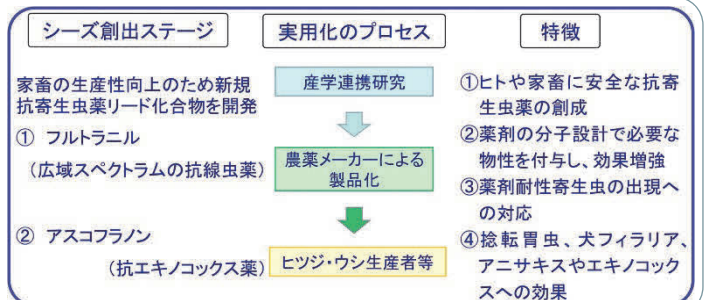 シーズ創出ステージ
実用化のプロセス
特徴
家畜の生産性向上のため新規
抗寄生虫薬リード化合物を開発
① フルトラニル
(広域スペクトラムの抗線虫薬)
② アスコフラノン
(抗エキノコックス薬)
産学連携研究
農薬メーカーによる
製品化
ヒツジ・ウシ生産者等
①ヒトや家畜に安全な抗寄
生虫薬の創成
②薬剤の分子設計で必要な
物性を付与し、効果増強
③薬剤耐性寄生虫の出現へ
の対応
④捻転胃虫、犬フィラリア、
アニサキスやエキノコック
スへの効果